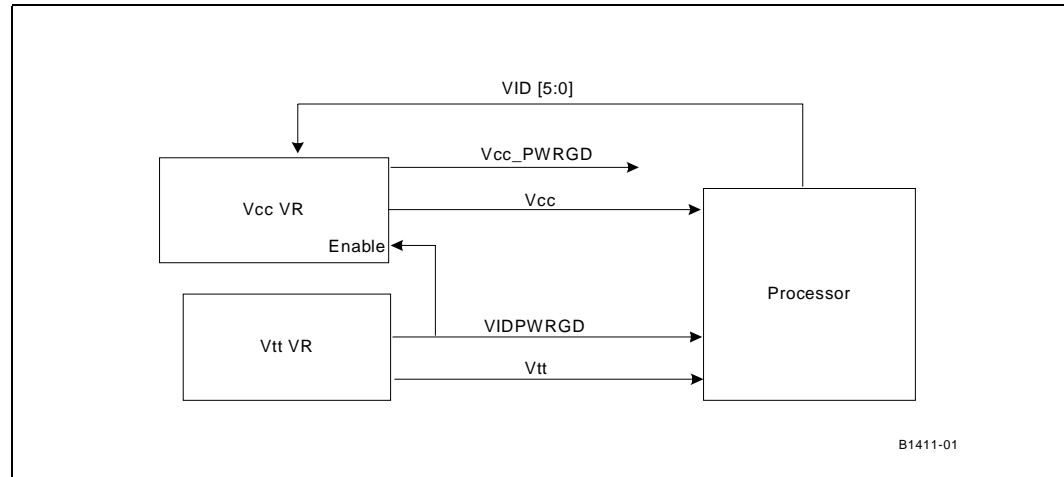 VID [5:0]
Vcc_PWRGD
Vcc
Vcc VR
Enable
Processor
VIDPWRGD
Vtt VR
Vtt
B1411-01